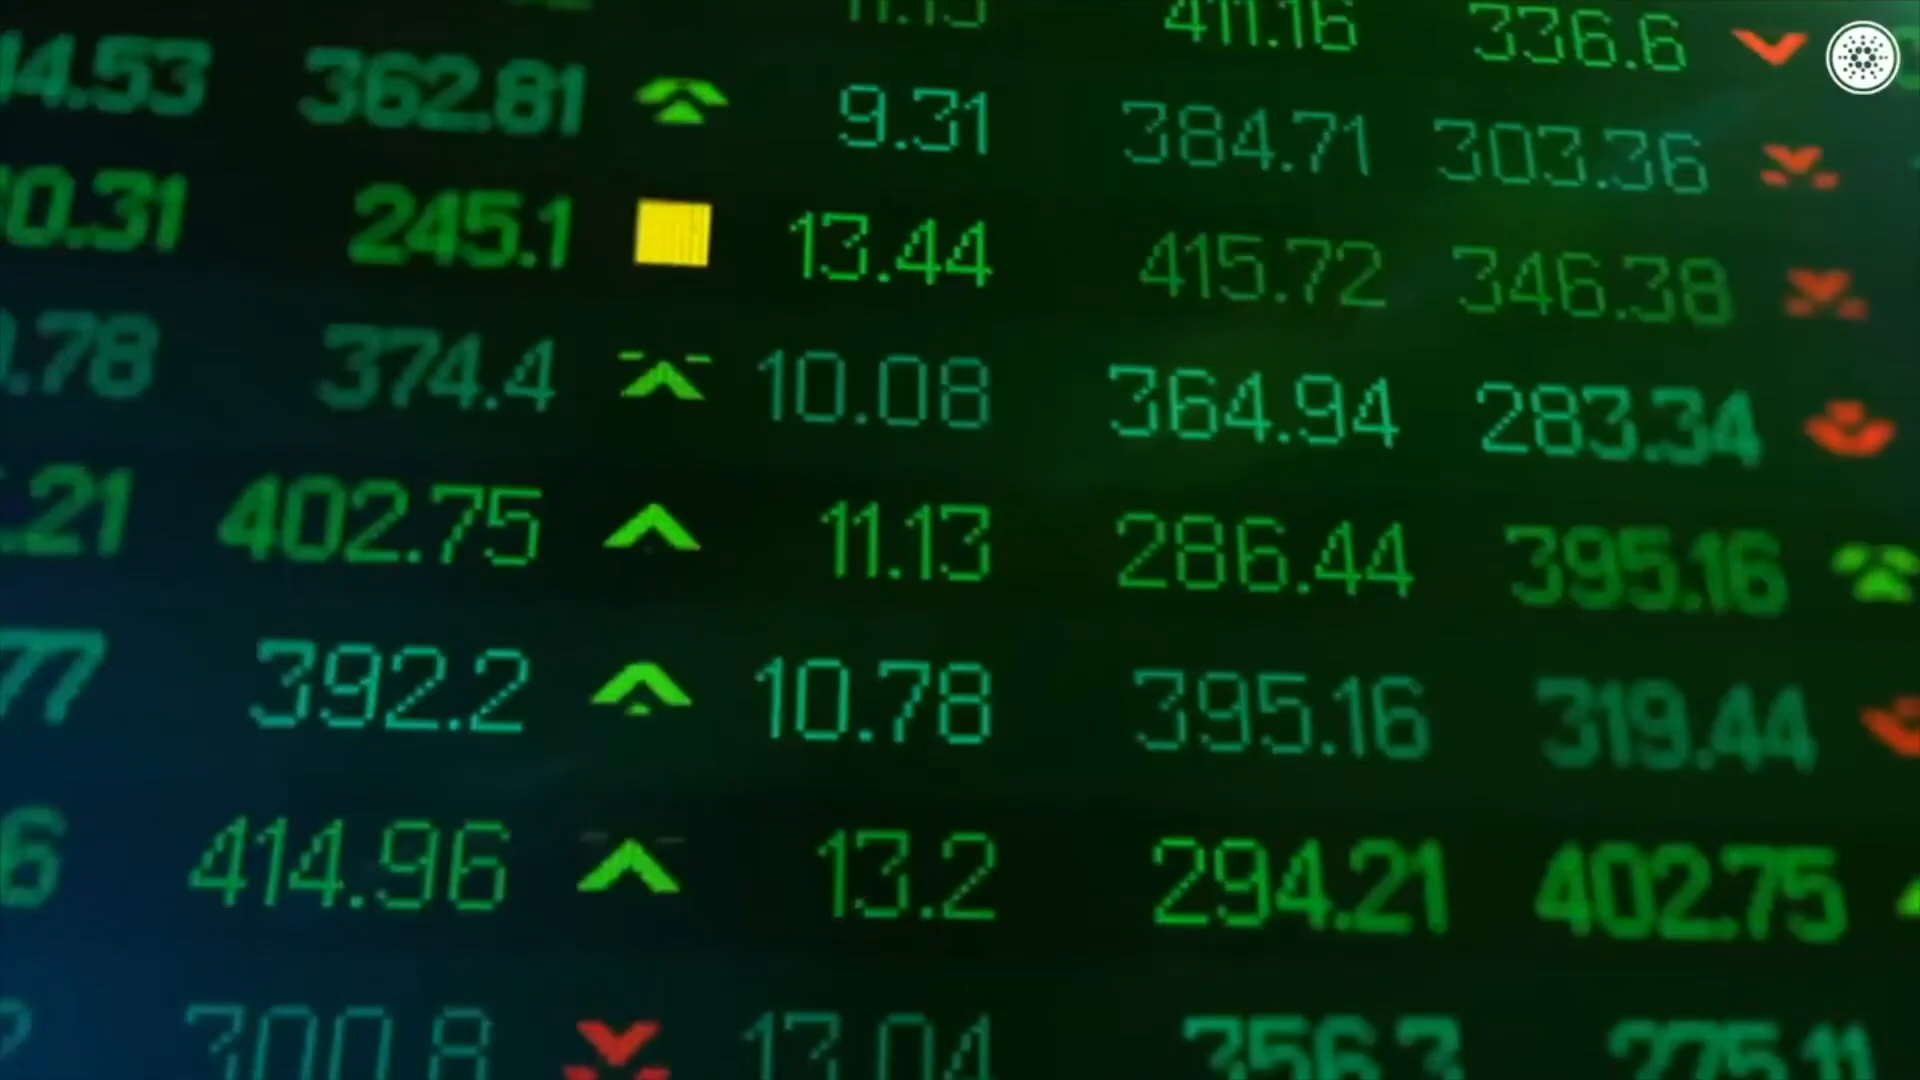 11.13 411.16 336.6
4.53 362.81 9.31 384.71 303.36
0.31 245.1 13.44 415.72 346.38
.78 374.4 10.08 364.94 283.34
.21 402.75 11.13 286.44 395.16
77 392.2 10.78 395.16 319.44
6 414.96 13.2 294.21 402.75
300.8 13.04 356.3 275.11